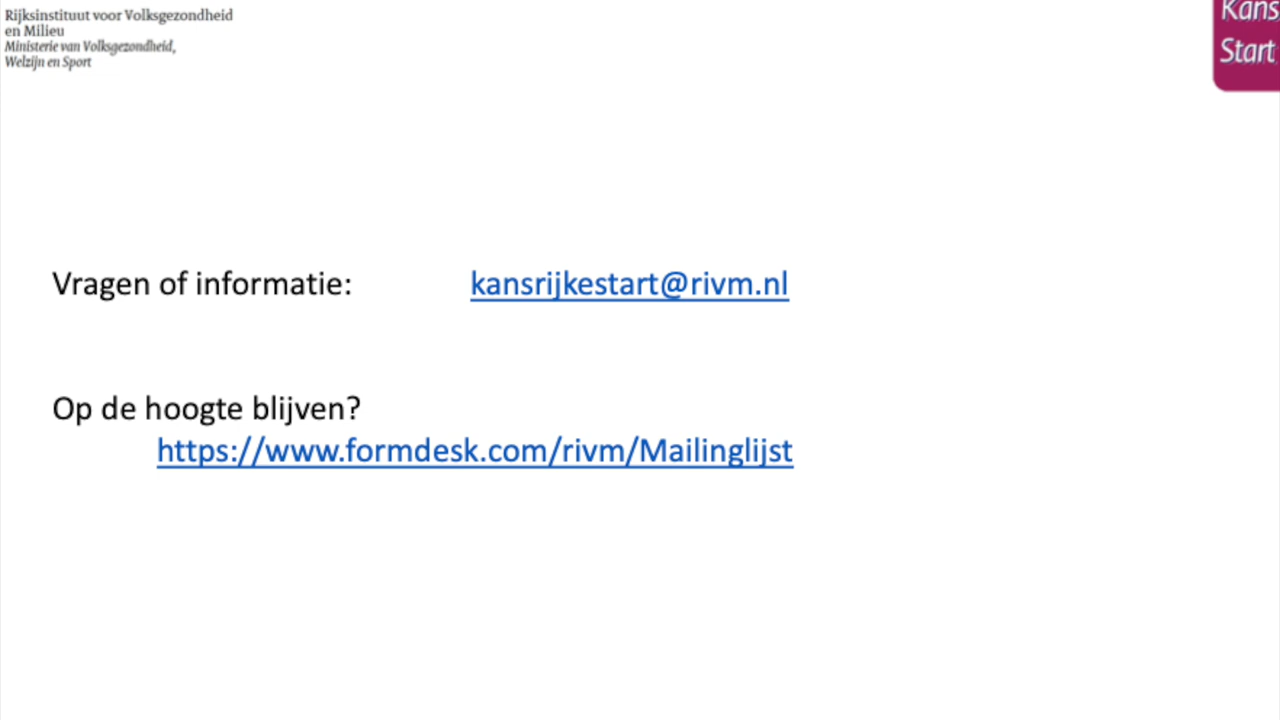 Rijksinstituut voor Volksgezondheid
en Milieu
Ministerie van Volksgezondheid,
Welzijn en Sport
Kans
Start
Vragen of informatie: kansrijkestart@rivm.nl
Op de hoogte blijven?
https://www.formdesk.com/rivm/Mailinglijst